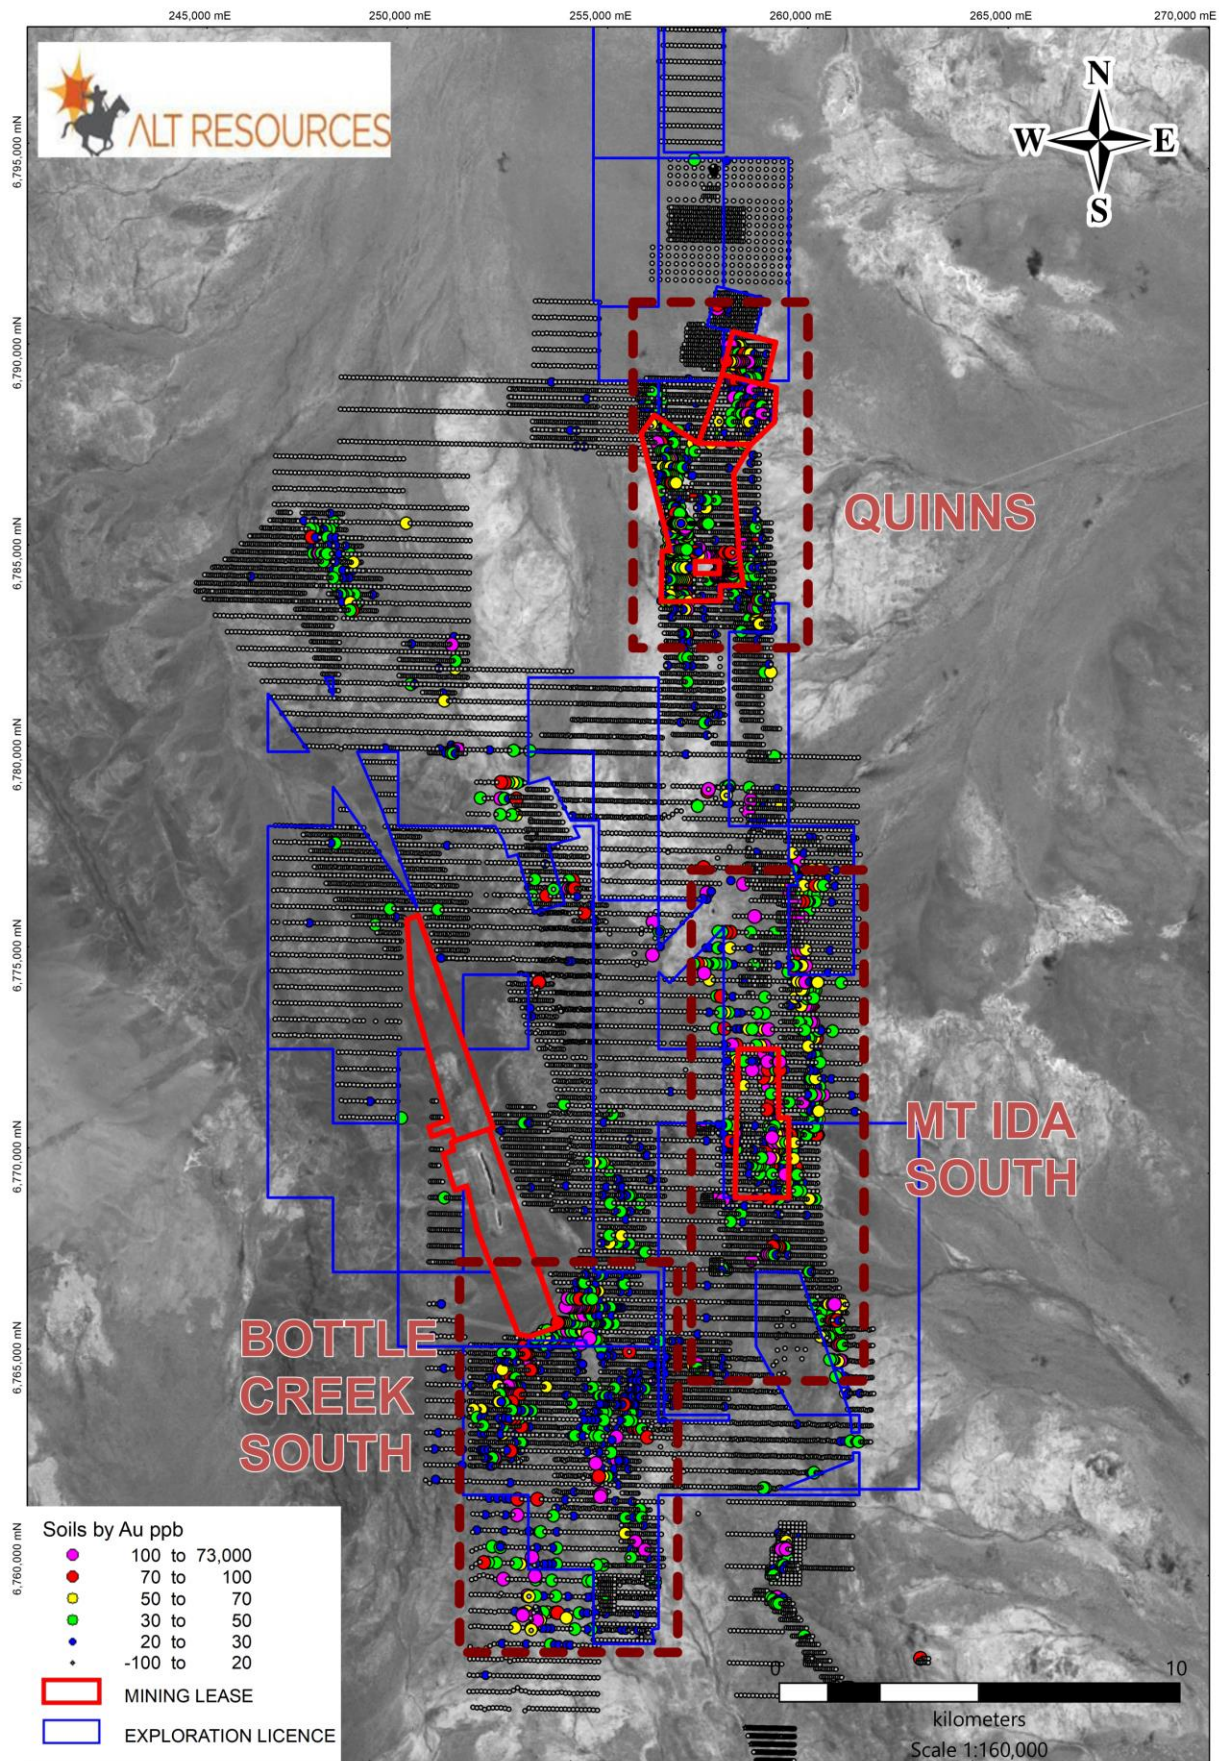 245,000 mE
250,000 mE
255,000 mE
260,000 mE
265,000 mE
270,000 mE
ALT RESOURCES
N
W
E
S
6,795,000 mN
6,790,000 mN
6,785,000 mN
6,780,000 mN
6,775,000 mN
6,770,000 mN
6,765,000 mN
6,760,000 mN
QUINNS
MT IDA
SOUTH
BOTTLE
CREEK
SOUTH
Soils by Au ppb
100 to 73,000
70 to 100
50 to 70
30 to 50
20 to 30
-100 to 20
MINING LEASE
EXPLORATION LICENCE
0
10
kilometers
Scale 1:160,000